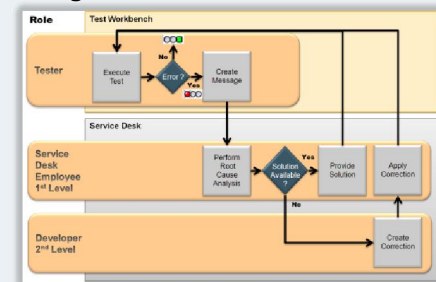 Role
Test Workbench
Tester
Execute
Test
Error ?
No
Yes
Create
Message
Service Desk
Service
Desk
Employee
1st Level
Perform
Root
Cause
Analysis
Solution
Available
?
Yes
No
Provide
Solution
Apply
Correction
Developer
2nd Level
Create
Correction